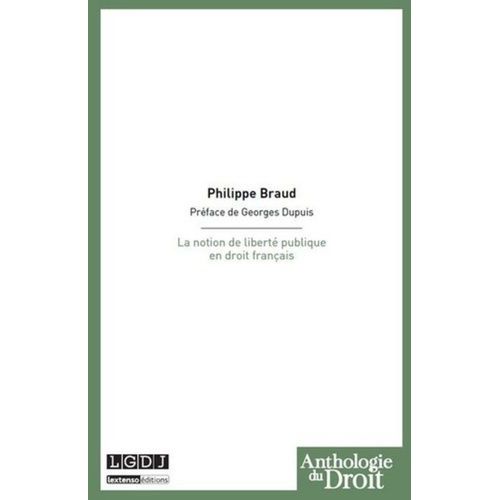 Philippe Braud
Préface de Georges Dupuis
La notion de liberté publique
en droit français
LGDJ
lextenso éditions
Anthologie
du Droit